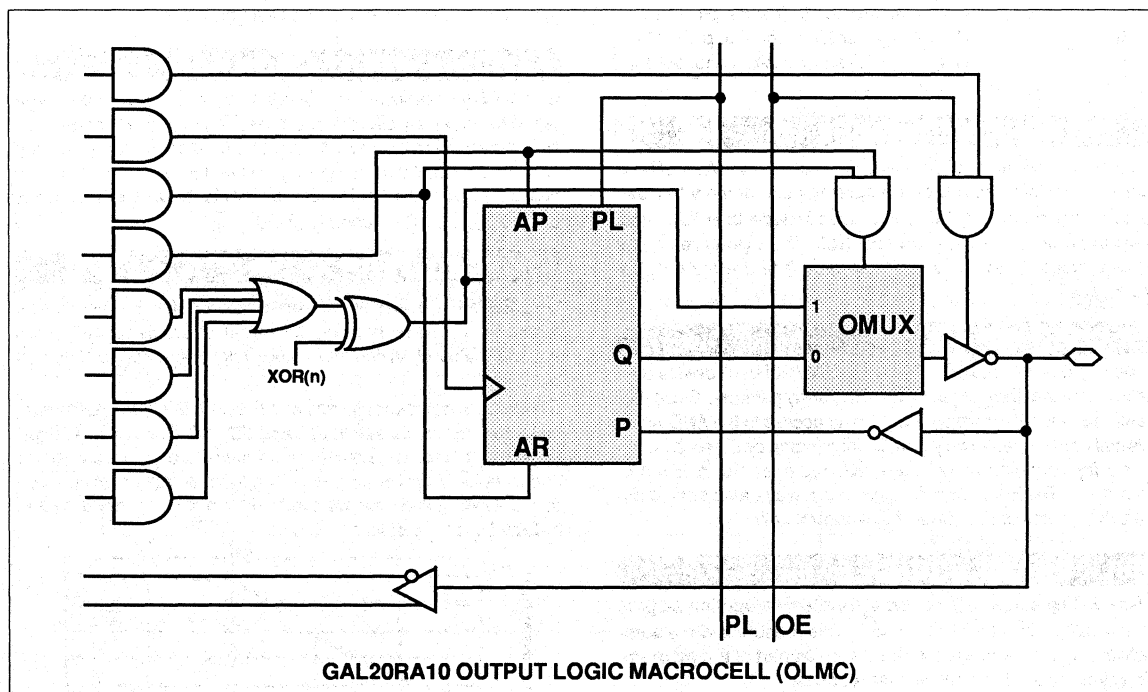 AP
PL
1
OMUX
0
Q
XOR(n)
P
AR
PL
OE
GAL20RA10 OUTPUT LOGIC MACROCELL (OLMC)